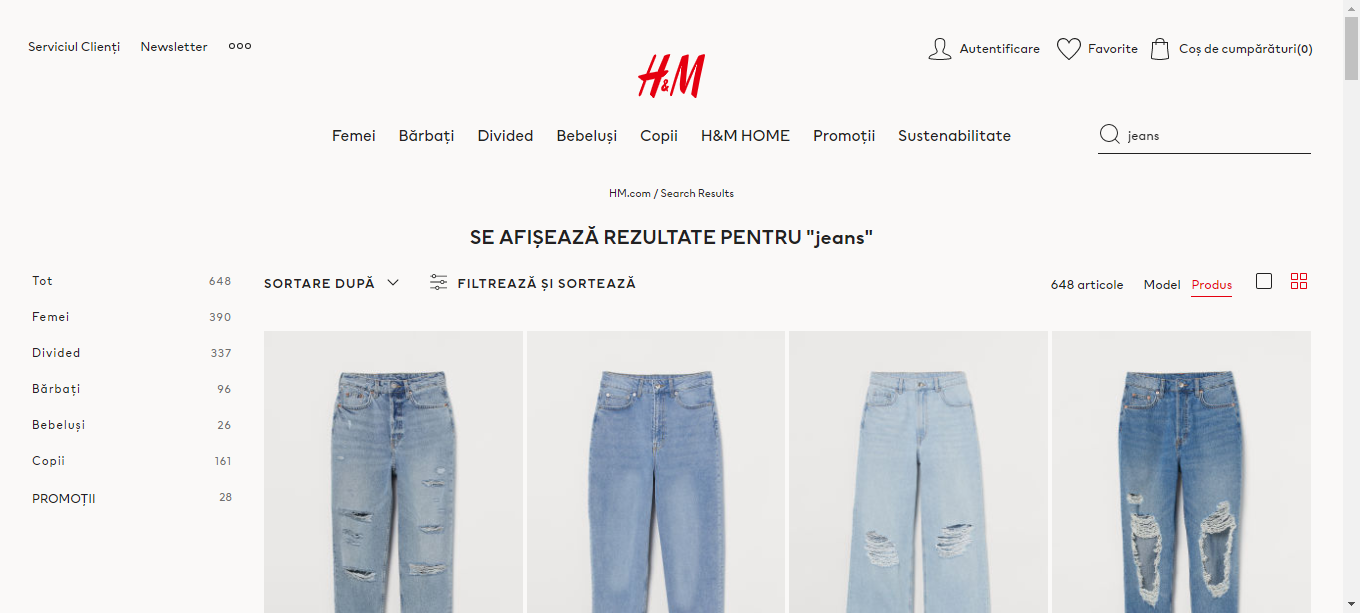 Serviciul Clienți Newsletter
Autentificare Favorite Coș de cumpărături(0)
H&M
Femei Bărbați Divided Bebeluși Copii H&M HOME Promoții Sustenabilitate
jeans
HM.com / Search Results
SE AFIȘEAZĂ REZULTATE PENTRU "jeans"
Tot 648
Femei 390
Divided 337
Bărbați 96
Bebeluși 26
Copii 161
PROMOȚII 28
SORTARE DUPĂ FILTREAZĂ ȘI SORTEAZĂ
648 articole Model Produs